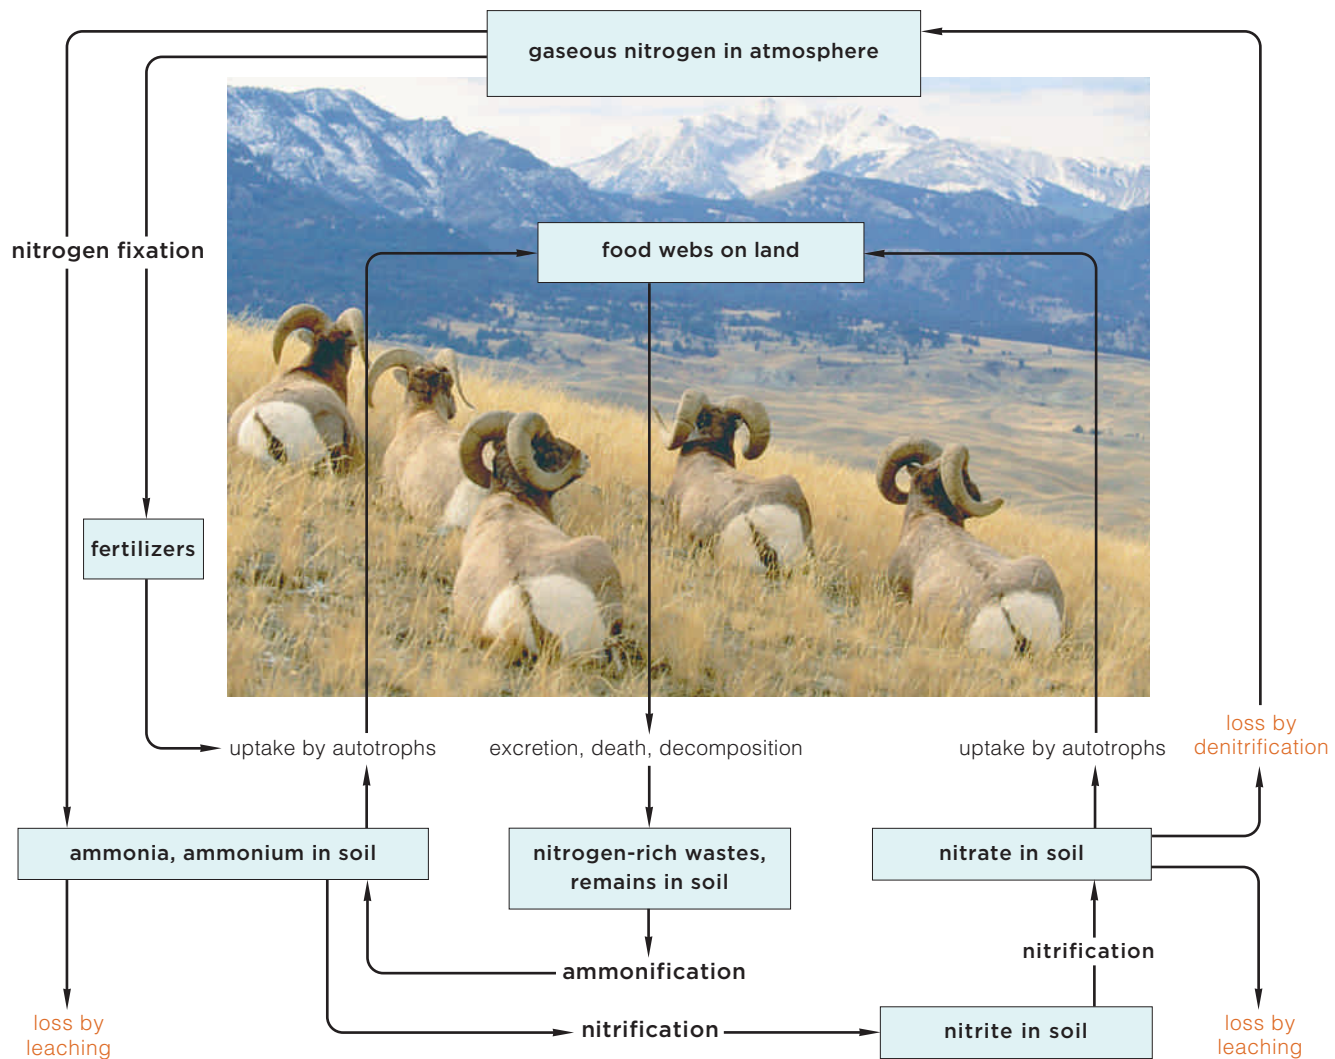 gaseous nitrogen in atmosphere
nitrogen fixation
food webs on land
fertilizers
uptake by autotrophs
excretion, death, decomposition
uptake by autotrophs
loss by
denitrification
ammonia, ammonium in soil
nitrogen-rich wastes,
remains in soil
nitrate in soil
nitrification
ammonification
loss by
leaching
nitrification
nitrite in soil
loss by
leaching